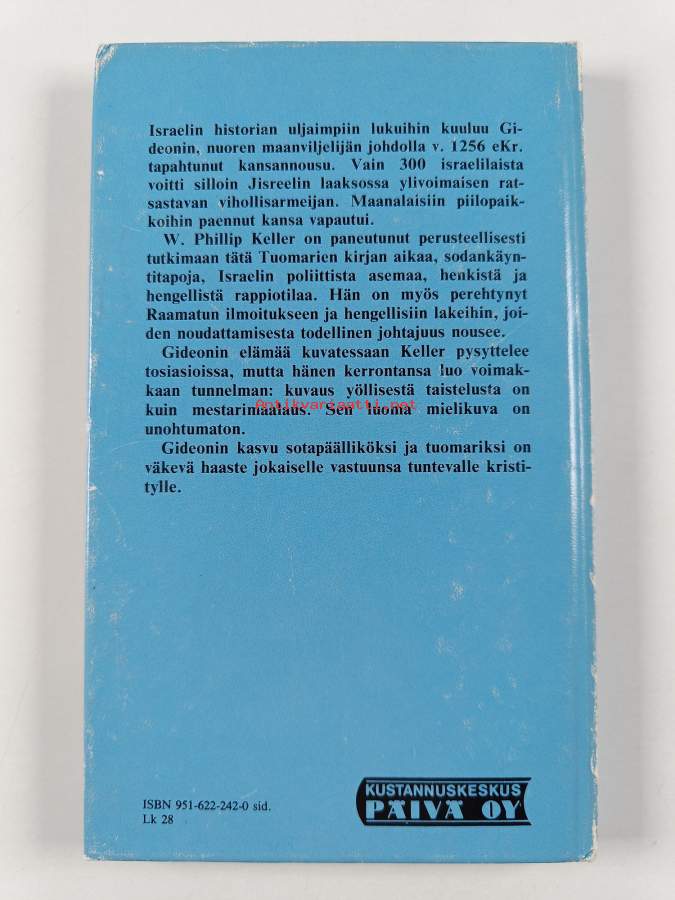 Israelin historian uljaimpiin lukuihin kuuluu Gi-
deonin, nuoren maanviljelijän johdolla v. 1256 eKr.
tapahtunut kansannousu. Vain 300 israelilaista
voitti silloin Jisreelin laaksossa ylivoimaisen rat-
sastavan vihollisarmeijan. Maanalaisiin piilopaik-
koihin paennut kansa vapautui.
W. Phillip Keller on paneutunut perusteellisesti
tutkimaan tätä Tuomarien kirjan aikaa, sodankäyn-
titapoja, Israelin poliittista asemaa, henkistä ja
hengellistä rappiotilaa. Hän on myös perehtynyt
Raamatun ilmoitukseen ja hengellisiin lakeihin, joi-
den noudattamisesta todellinen johtajuus nousee.
Gideonin elämää kuvatessaan Keller pysyttelee
tosiasioissa, mutta hänen kerrontansa luo voimak-
kaan tunnelman: kuvaus yöllisestä taistelusta on
kuin mestarimaalaus. Sen luoma mielikuva on
Antikvariaatti.net
unohtumaton.
Gideonin kasvu sotapäälliköksi ja tuomariksi on
väkevä haaste jokaiselle vastuunsa tuntevalle kristi-
tylle.
ISBN 951-622-242-0 sid.
Lk 28
KUSTANNUSKESKUS
PÄIVÄ OY